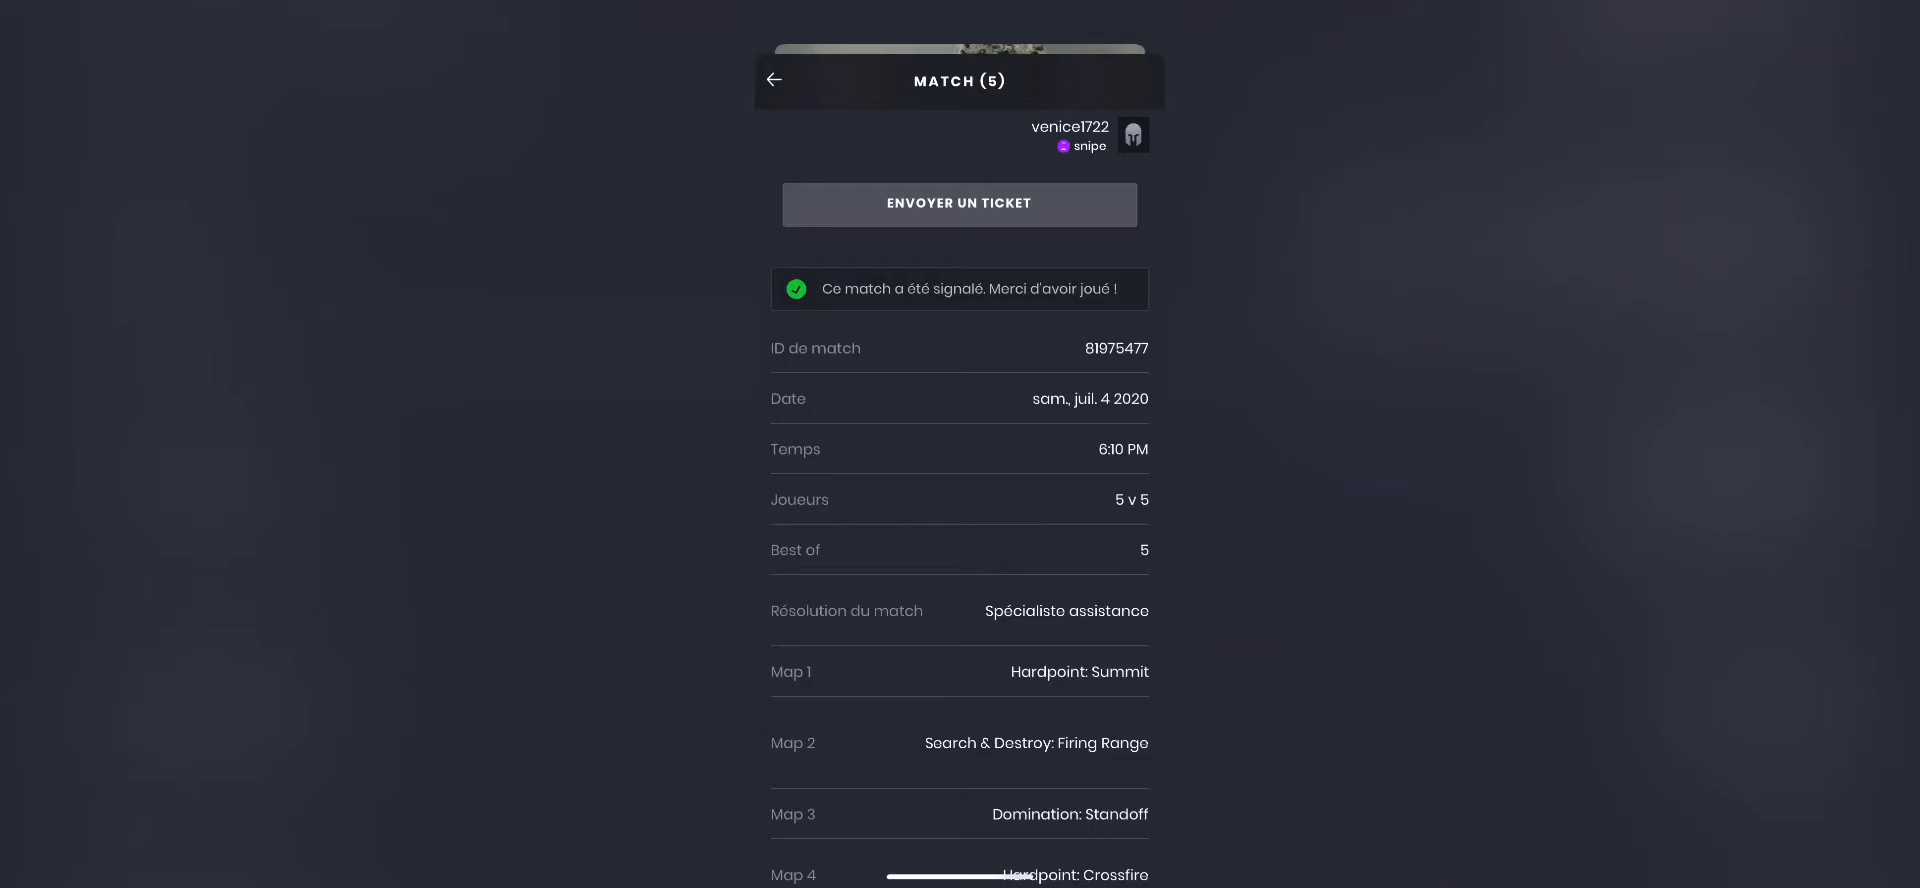 MATCH (5)
venice1722
snipe
ENVOYER UN TICKET
Ce match a été signalé. Merci d'avoir joué !
ID de match 81975477
Date sam., juil. 4 2020
Temps 6:10 PM
Joueurs 5 v 5
Best of 5
Résolution du match Spécialiste assistance
Map 1 Hardpoint: Summit
Map 2 Search & Destroy: Firing Range
Map 3 Domination: Standoff
Map 4 Hardpoint: Crossfire